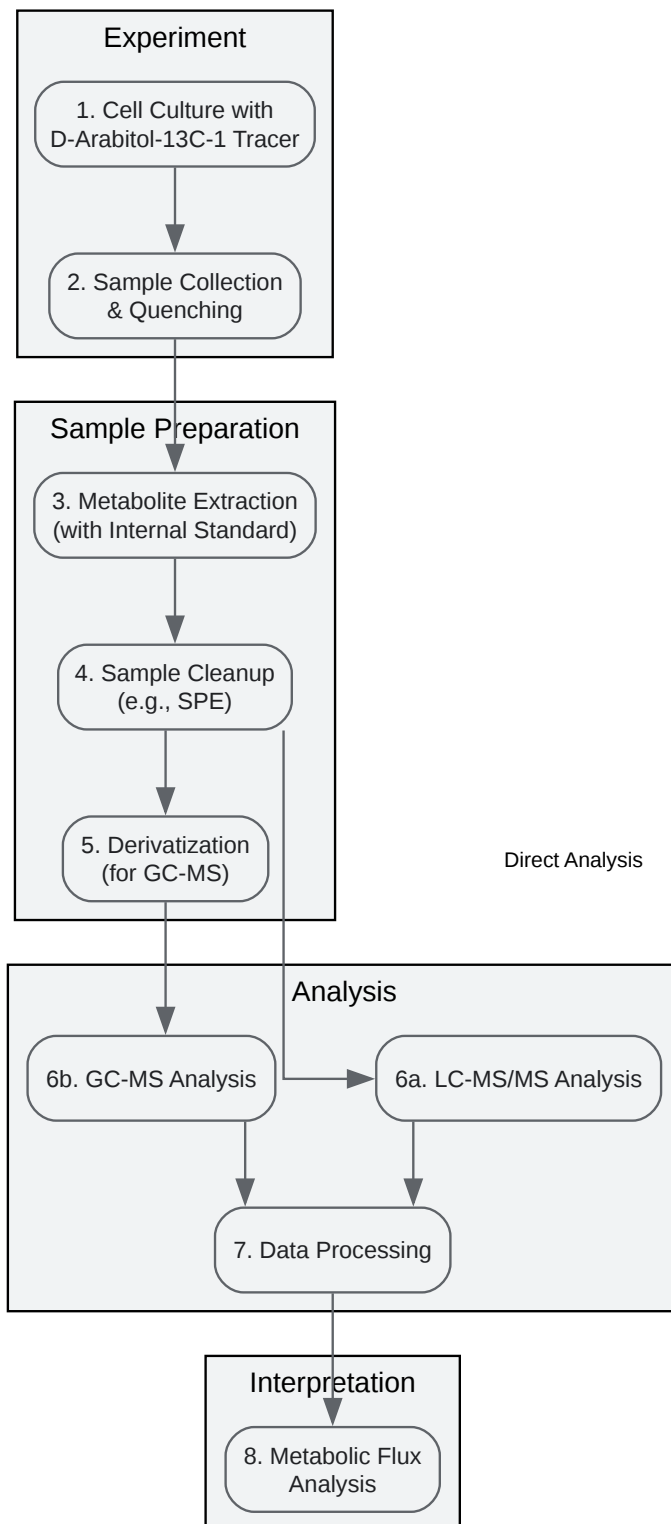 Experiment
1. Cell Culture with
D-Arabitol-13C-1 Tracer
2. Sample Collection
& Quenching
Sample Preparation
3. Metabolite Extraction
(with Internal Standard)
4. Sample Cleanup
(e.g., SPE)
5. Derivatization
(for GC-MS)
Direct Analysis
Analysis
6b. GC-MS Analysis
6a. LC-MS/MS Analysis
7. Data Processing
Interpretation
8. Metabolic Flux
Analysis